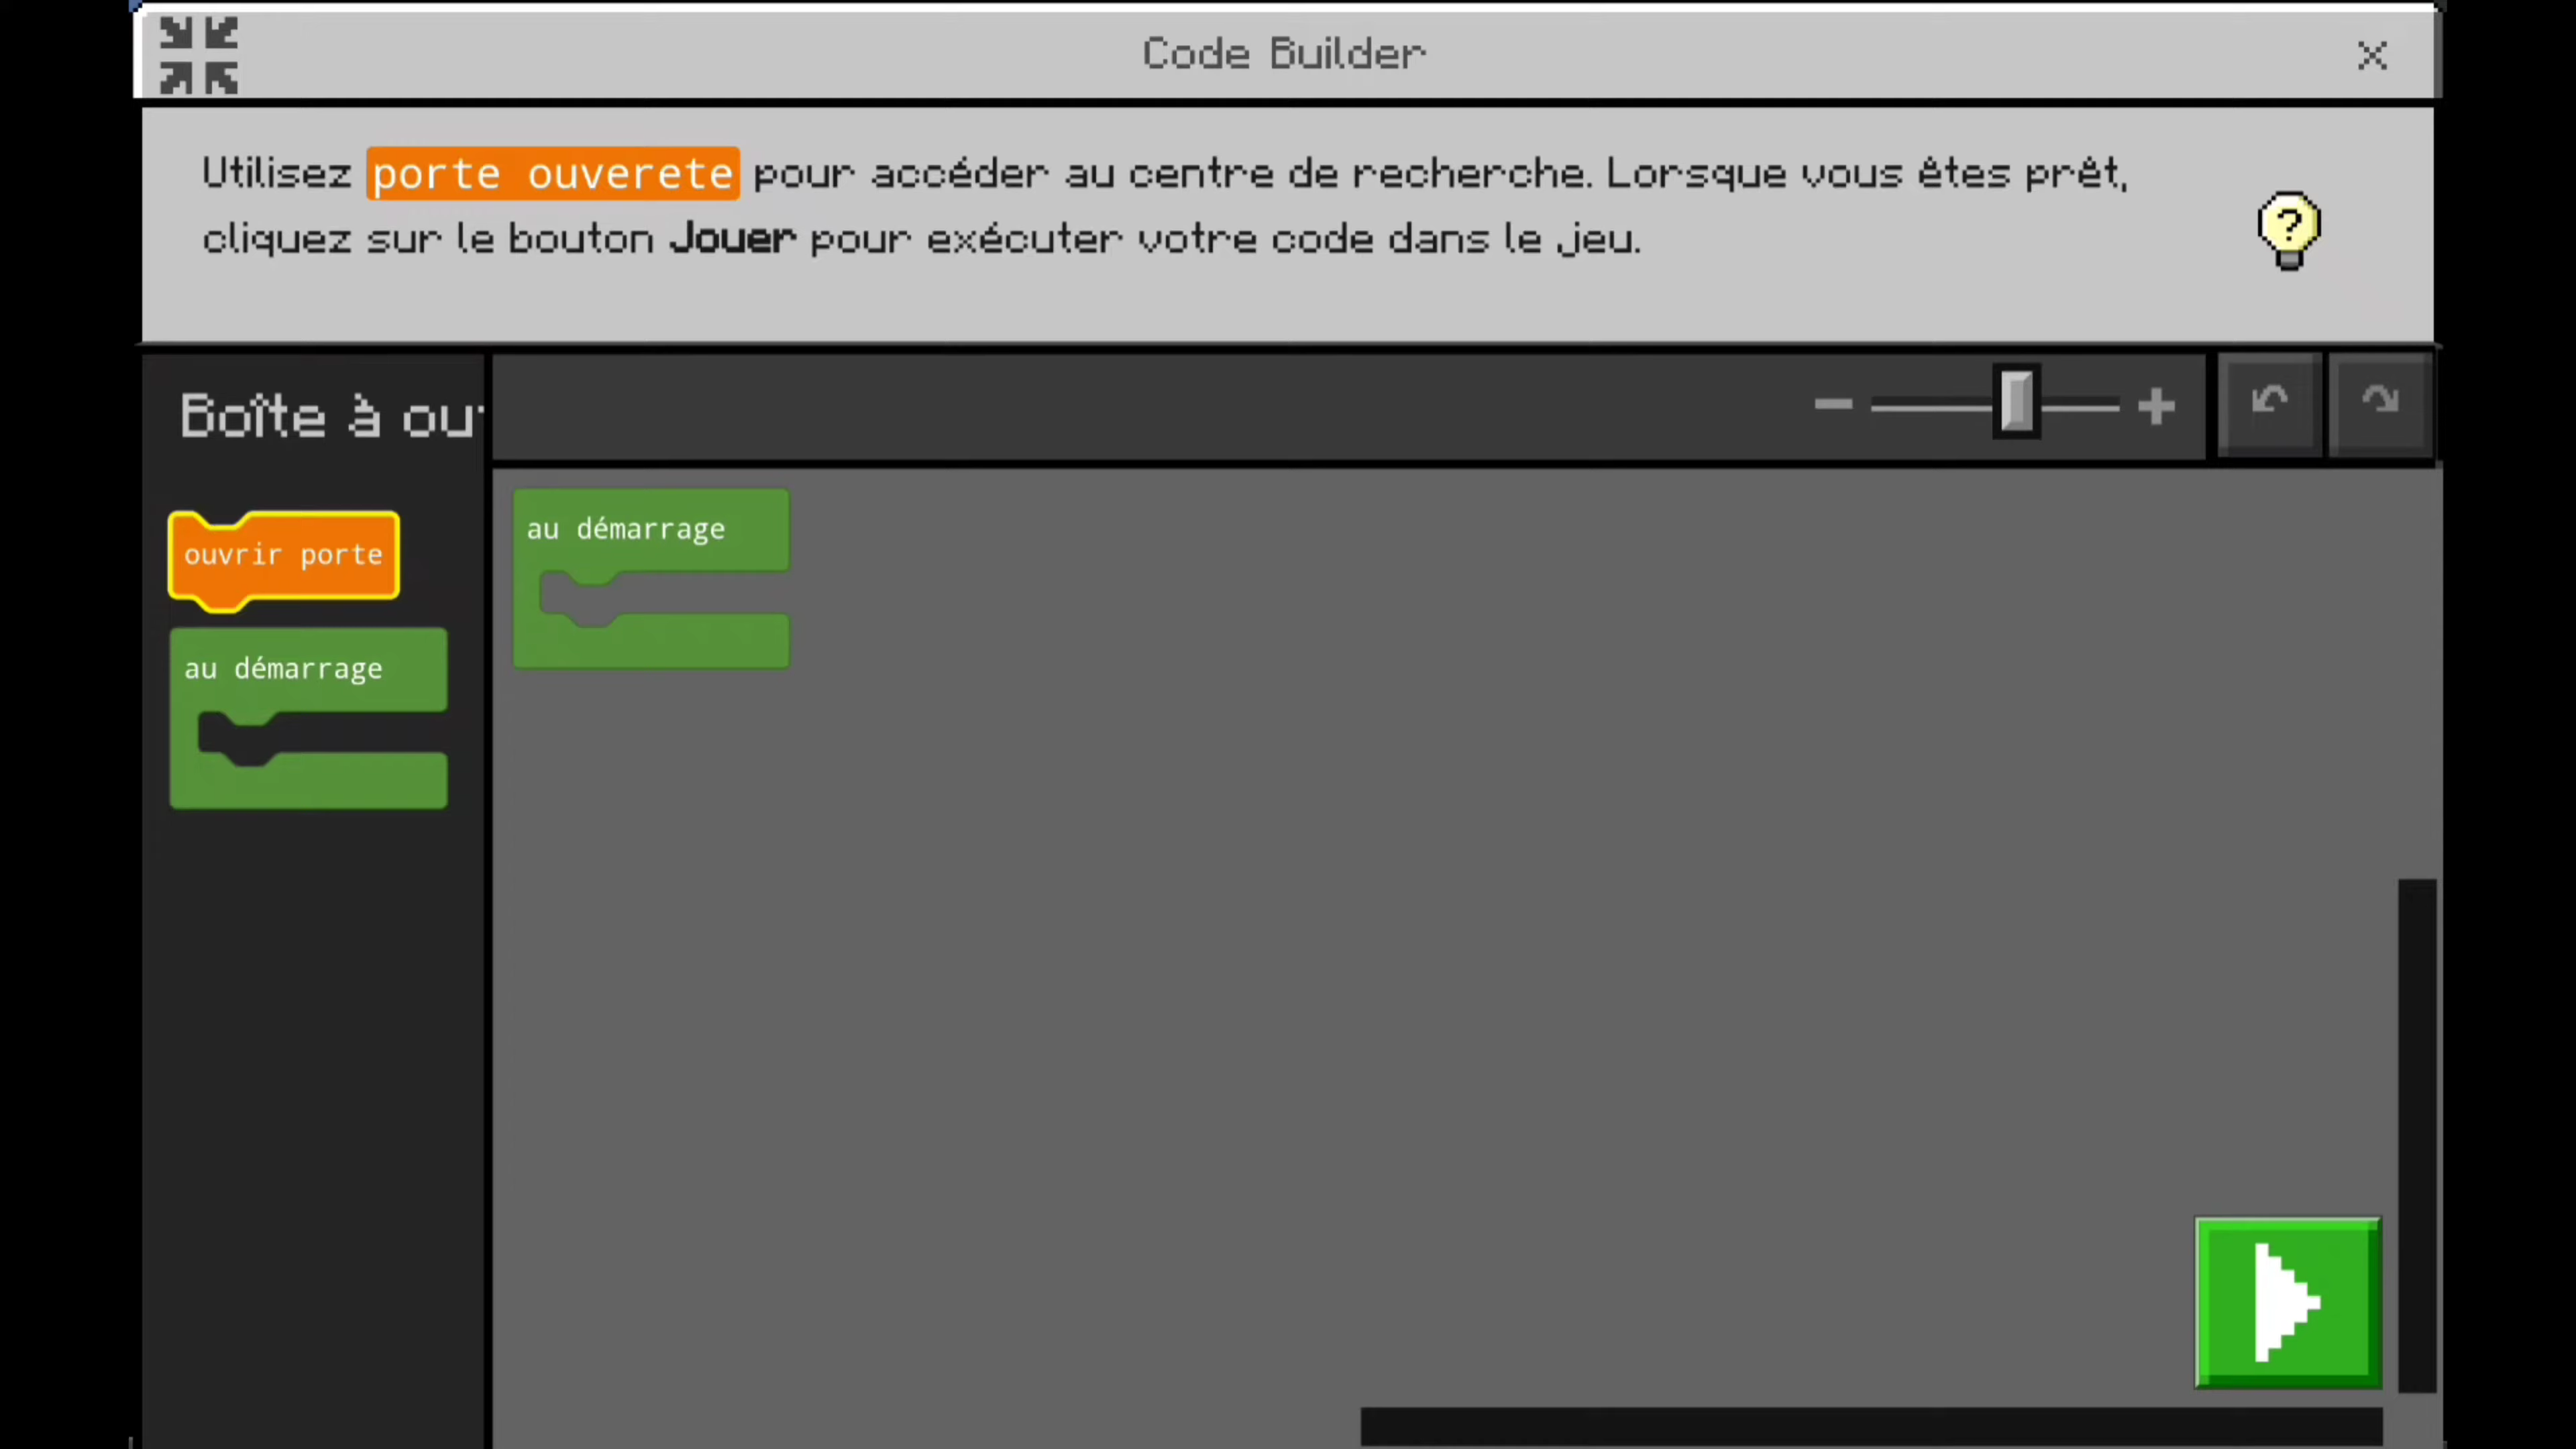 Code Builder
Utilisez porte ouverete pour accéder au centre de recherche. Lorsque vous êtes prêt,
cliquez sur le bouton Jouer pour exécuter votre code dans le jeu.
Boîte à ou
ouvrir porte
au démarrage
au démarrage